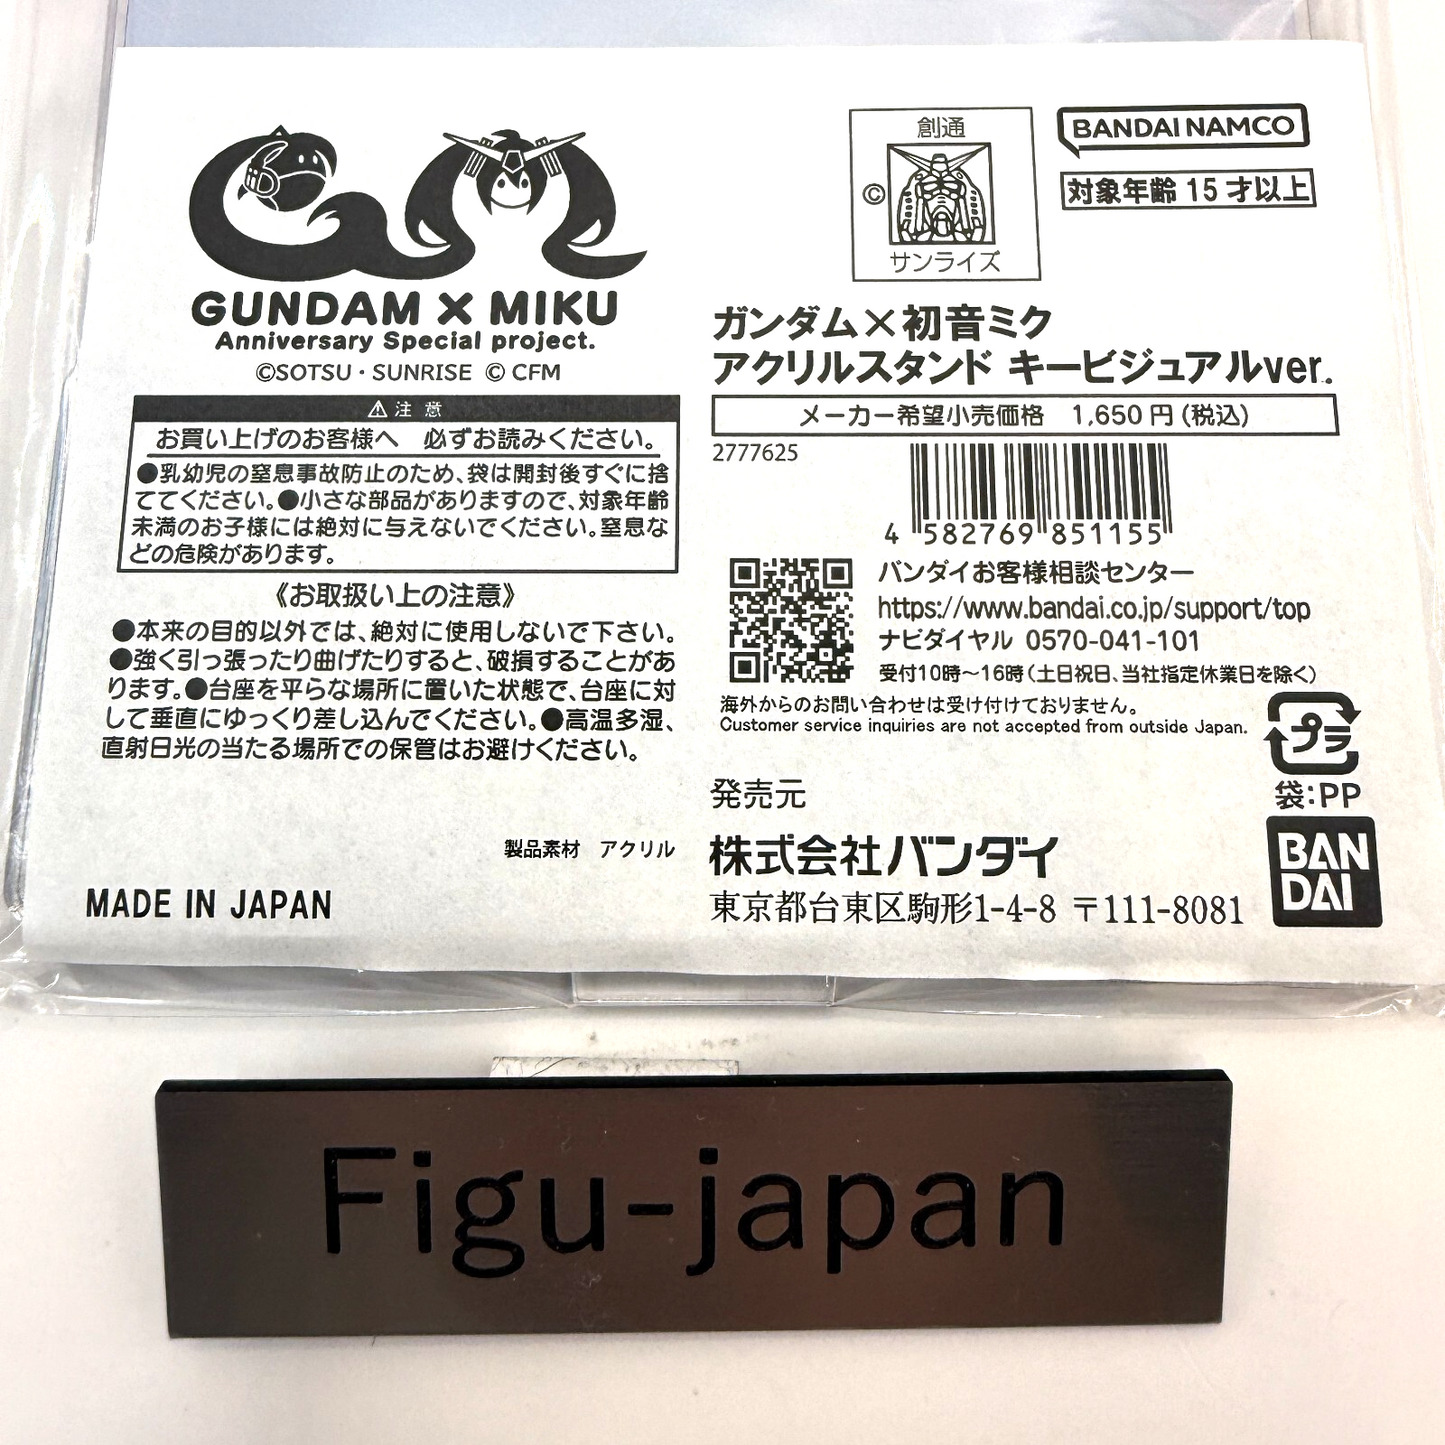 GUNDAM X MIKU
Anniversary Special project.
©SOTSU・SUNRISE © CFM
⚠注 意
お買い上げのお客様へ 必ずお読みください。
●乳幼児の窒息事故防止のため、袋は開封後すぐに捨
ててください。●小さな部品がありますので、対象年齢
未満のお子様には絶対に与えないでください。窒息な
どの危険があります。
《お取扱い上の注意》
●本来の目的以外では、絶対に使用しないで下さい。
●強く引っ張ったり曲げたりすると、破損することがあ
ります。●台座を平らな場所に置いた状態で、台座に対
して垂直にゆっくり差し込んでください。●高温多湿、
直射日光の当たる場所での保管はお避けください。
製品素材 アクリル
MADE IN JAPAN
創通
©
サンライズ
BANDAI NAMCO
対象年齢 15 才以上
ガンダム×初音ミク
アクリルスタンド キービジュアルver.
メーカー希望小売価格 1,650 円 (税込)
2777625
4 582769 851155
バンダイお客様相談センター
https://www.bandai.co.jp/support/top
ナビダイヤル 0570-041-101
受付10時～16時(土日祝日、当社指定休業日を除く)
海外からのお問い合わせは受け付けておりません。
Customer service inquiries are not accepted from outside Japan.
プラ
袋:PP
発売元
株式会社バンダイ
東京都台東区駒形1-4-8 〒111-8081
BAN
DAI
Figu-japan